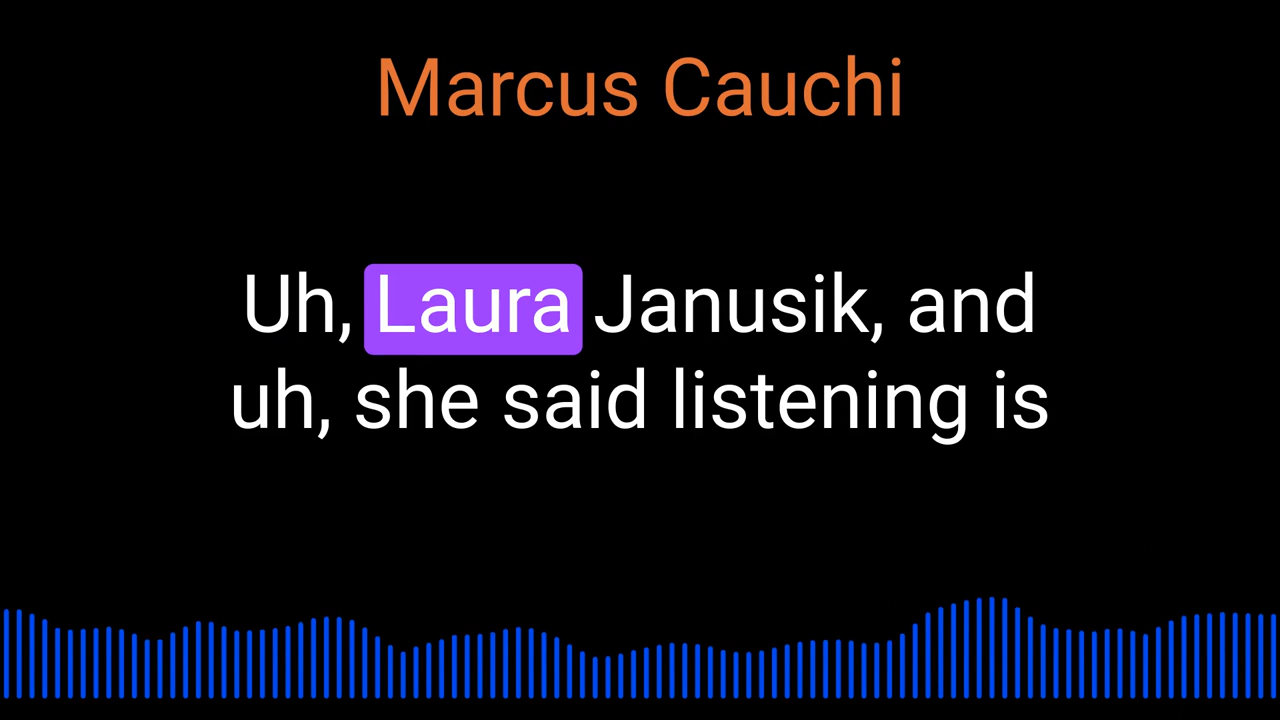 Marcus Cauchi
Uh, Laura Janusik, and
uh, she said listening is